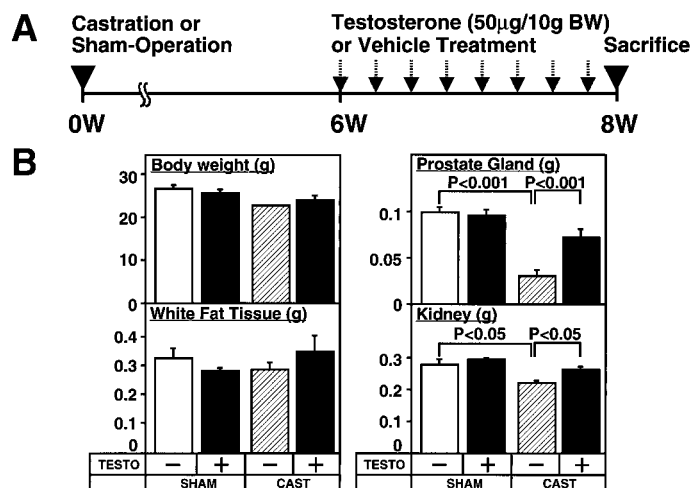 A
Castration or
Sham-Operation
Testosterone (50µg/10g BW)
or Vehicle Treatment
Sacrifice
0W
6W
8W
B
Body weight (g)
30
20
10
0
Prostate Gland (g)
P<0.001
P<0.001
0.1
0.05
0
White Fat Tissue (g)
0.4
0.3
0.2
0.1
0
Kidney (g)
P<0.05
P<0.05
0.3
0.2
0.1
0
TESTO − + − +
SHAM CAST
TESTO − + − +
SHAM CAST